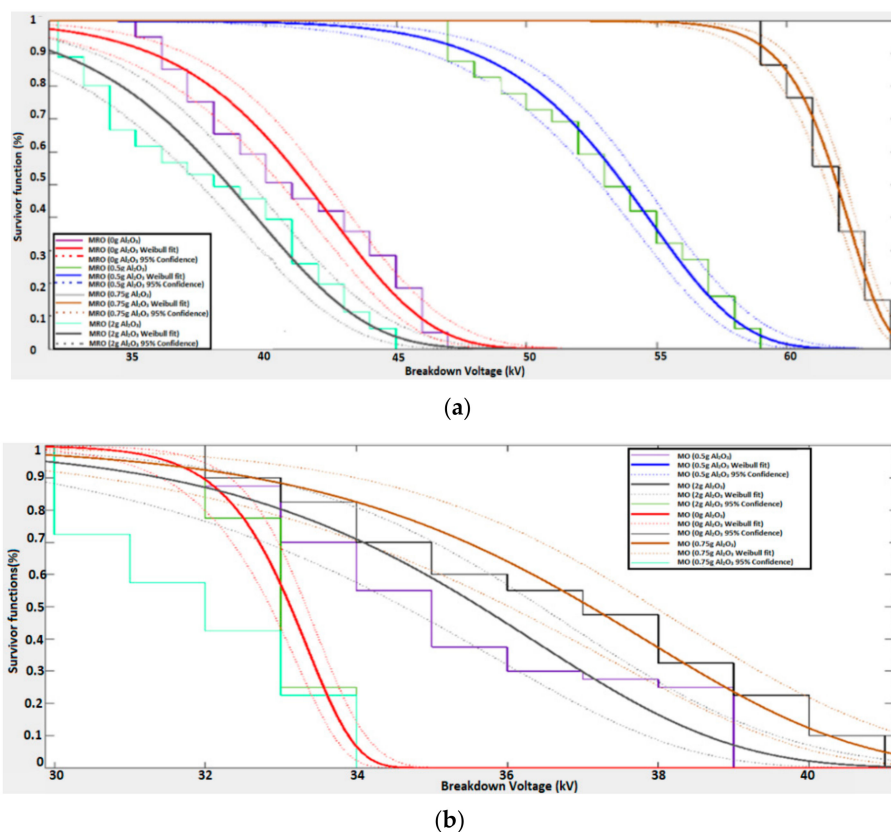 1
0.9
0.8
0.7
0.6
0.5
0.4
0.3
0.2
0.1
0
Survivor function (%)
MRO (0g Al₂O₃)
MRO (0g Al₂O₃ Weibull fit)
MRO (0g Al₂O₃ 95% Confidence)
MRO (0.5g Al₂O₃)
MRO (0.5g Al₂O₃ Weibull fit)
MRO (0.5g Al₂O₃ 95% Confidence)
MRO (0.75g Al₂O₃)
MRO (0.75g Al₂O₃ Weibull fit)
MRO (0.75g Al₂O₃ 95% Confidence)
MRO (2g Al₂O₃)
MRO (2g Al₂O₃ Weibull fit)
MRO (2g Al₂O₃ 95% Confidence)
35 40 45 50 55 60
Breakdown Voltage (kV)
(a)
1
0.9
0.8
0.7
0.6
0.5
0.4
0.3
0.2
0.1
0
Survivor functions(%)
MO (0.5g Al₂O₃)
MO (0.5g Al₂O₃ Weibull fit)
MO (0.5g Al₂O₃ 95% Confidence)
MO (2g Al₂O₃)
MO (2g Al₂O₃ Weibull fit)
MO (2g Al₂O₃ 95% Confidence)
MO (0g Al₂O₃)
MO (0g Al₂O₃ Weibull fit)
MO (0g Al₂O₃ 95% Confidence)
MO (0.75g Al₂O₃)
MO (0.75g Al₂O₃ Weibull fit)
MO (0.75g Al₂O₃ 95% Confidence)
30 32 34 36 38 40
Breakdown Voltage (kV)
(b)